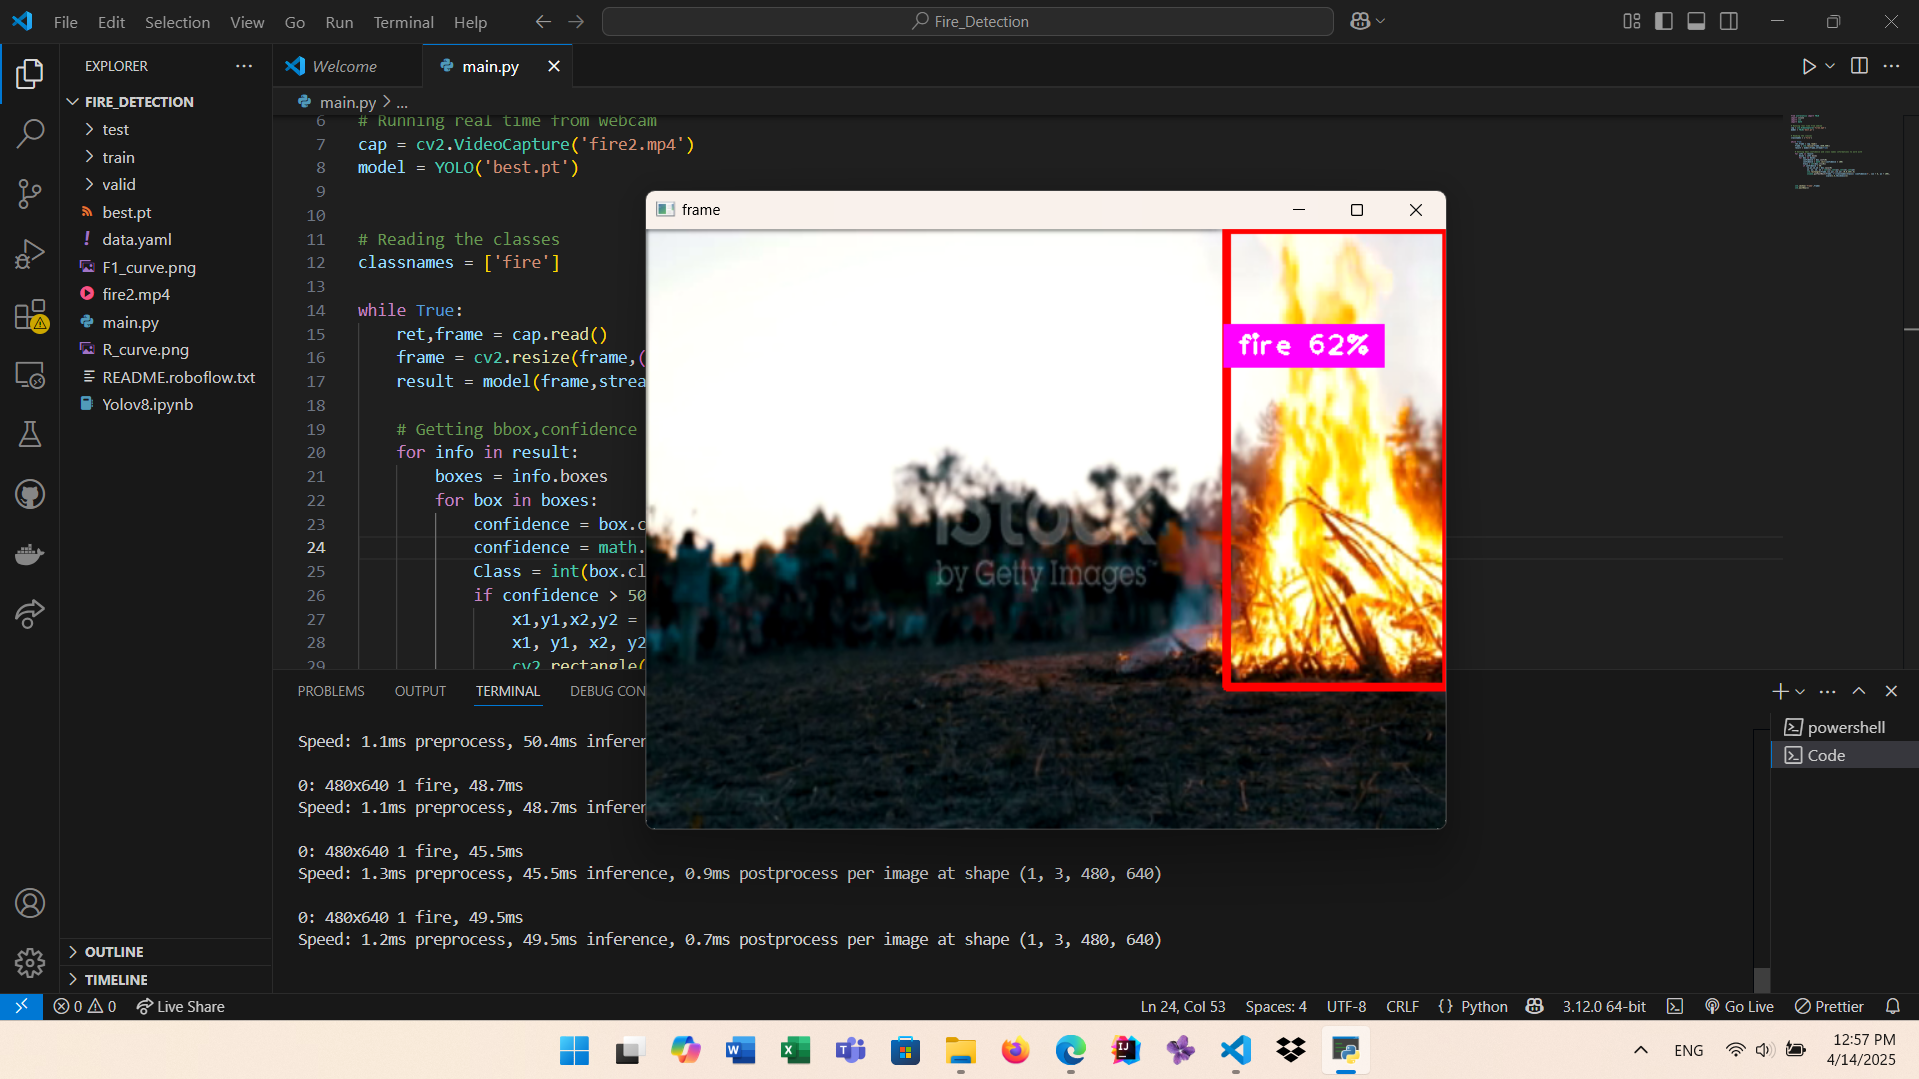 File Edit Selection View Go Run Terminal Help
Fire_Detection
EXPLORER
FIRE_DETECTION
test
train
valid
best.pt
data.yaml
F1_curve.png
fire2.mp4
main.py
R_curve.png
README.roboflow.txt
Yolov8.ipynb
OUTLINE
TIMELINE
Welcome
main.py
main.py > ...
6 # Running real time from webcam
7 cap = cv2.VideoCapture('fire2.mp4')
8 model = YOLO('best.pt')
9
10
11 # Reading the classes
12 classnames = ['fire']
13
14 while True:
15 ret,frame = cap.read()
16 frame = cv2.resize(frame,(
17 result = model(frame,strea
18
19 # Getting bbox,confidence
20 for info in result:
21 boxes = info.boxes
22 for box in boxes:
23 confidence = box.c
24 confidence = math.
25 Class = int(box.cl
26 if confidence > 50
27 x1,y1,x2,y2 =
28 x1, y1, x2, y2
29 cv2.rectangle(
frame
fire 62%
iStock
by Getty Images™
PROBLEMS OUTPUT TERMINAL DEBUG CON
Speed: 1.1ms preprocess, 50.4ms inferen
0: 480x640 1 fire, 48.7ms
Speed: 1.1ms preprocess, 48.7ms inferen
0: 480x640 1 fire, 45.5ms
Speed: 1.3ms preprocess, 45.5ms inference, 0.9ms postprocess per image at shape (1, 3, 480, 640)
0: 480x640 1 fire, 49.5ms
Speed: 1.2ms preprocess, 49.5ms inference, 0.7ms postprocess per image at shape (1, 3, 480, 640)
powershell
Code
0 0 Live Share
Ln 24, Col 53 Spaces: 4 UTF-8 CRLF {} Python 3.12.0 64-bit Go Live Prettier
ENG
12:57 PM
4/14/2025